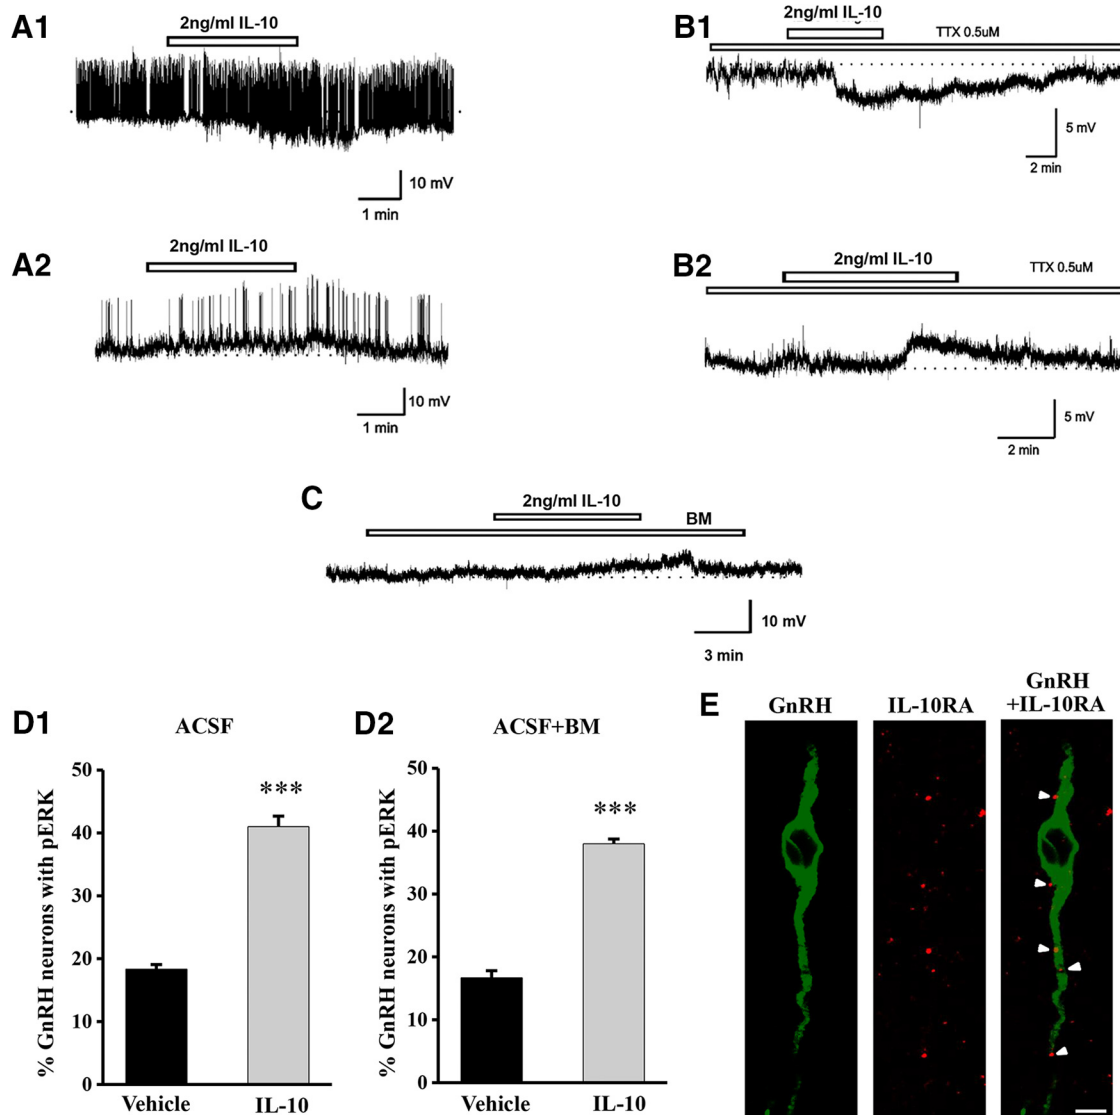 A1
2ng/ml IL-10
10 mV
1 min
B1
2ng/ml IL-10
TTX 0.5uM
5 mV
2 min
A2
2ng/ml IL-10
10 mV
1 min
B2
2ng/ml IL-10
TTX 0.5uM
5 mV
2 min
C
2ng/ml IL-10
BM
10 mV
3 min
D1
ACSF
% GnRH neurons with pERK
50
40
30
20
10
0
***
Vehicle
IL-10
D2
ACSF+BM
% GnRH neurons with pERK
50
40
30
20
10
0
***
Vehicle
IL-10
E
GnRH
IL-10RA
GnRH
+IL-10RA